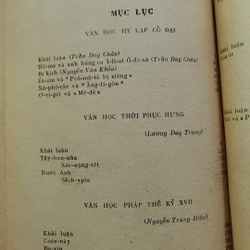 MỤC LỤC
VĂN HỌC HY LẠP CỔ ĐẠI
Khái luận (Trần Duy Châu)
Hô-me và anh hùng ca I-li-at Ô-đi-xê (Trần Duy Châu)
Bi kịch (Nguyễn Văn Khỏa)
Et-sin và « Prô-mê-tê bị xiềng »
Xô-phô-clơ và « Ăng-ti-gôn »
Ơ-ri-pít và « Mê-đê »
VĂN HỌC THỜI PHỤC HƯNG
(Lương Duy Trung)
Khái luận
Tây-ban-nha
Xéc-văng-tét
Nước Anh
Sếch-xpia
VĂN HỌC PHÁP THẾ KỶ XVII
(Nguyễn Trung Hiếu)
Khái luận
Coóc-nây